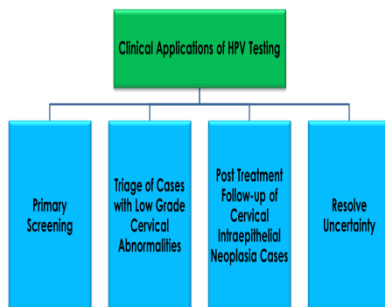 Clinical Applications of HPV Testing
Primary
Screening
Triage of Cases
with Low Grade
Cervical
Abnormalities
Post Treatment
Follow-up of
Cervical
Intraepithelial
Neoplasia Cases
Resolve
Uncertainty